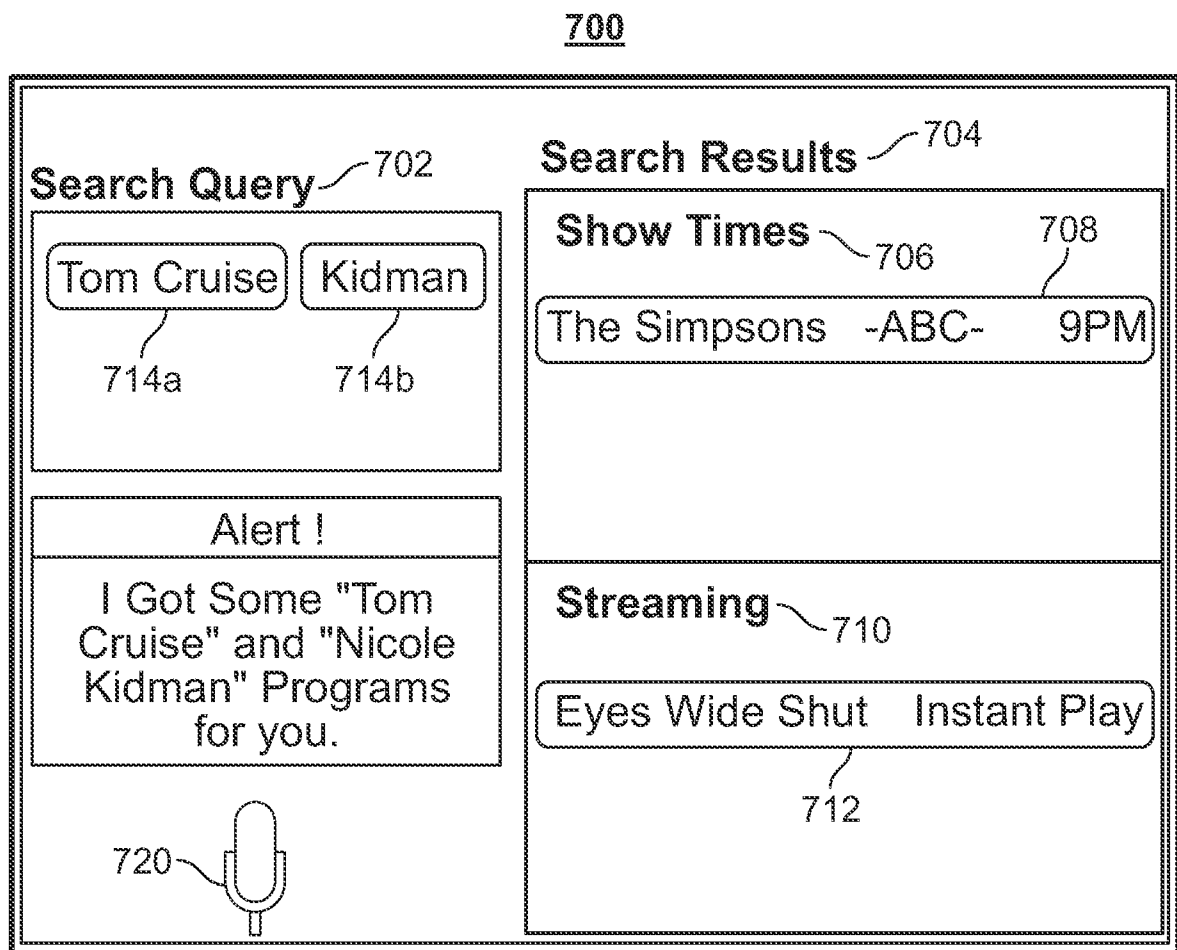 700
Search Query 702
Tom Cruise Kidman
714a 714b
Alert !
I Got Some "Tom
Cruise" and "Nicole
Kidman" Programs
for you.
720
Search Results 704
Show Times 706
708
The Simpsons -ABC- 9PM
Streaming 710
Eyes Wide Shut Instant Play
712